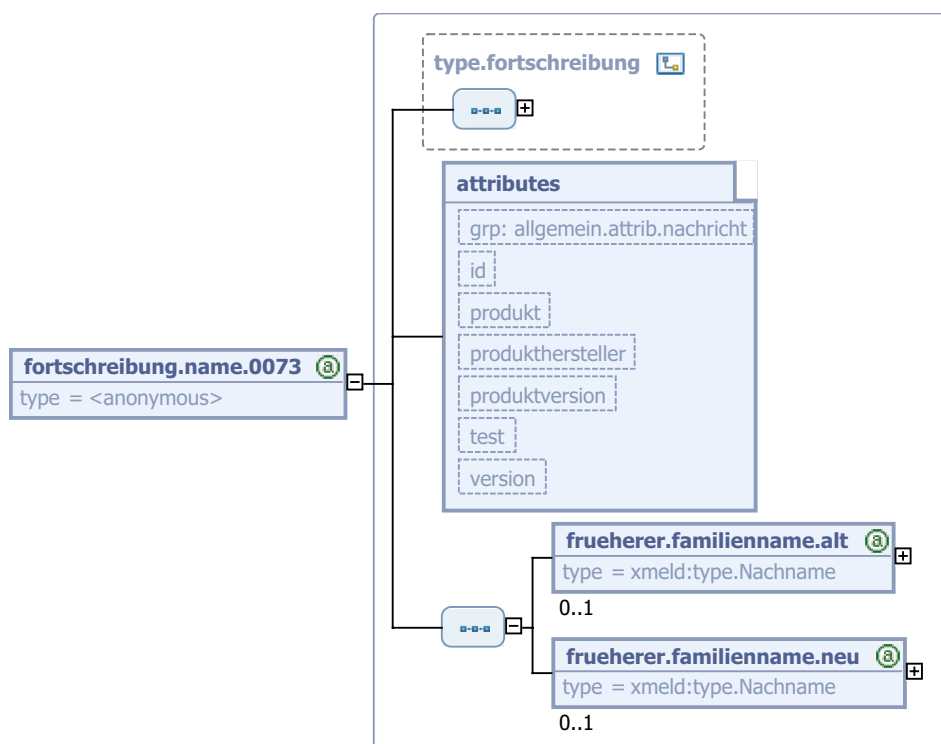 type.fortschreibung
attributes
grp: allgemein.attrib.nachricht
id
produkt
produkthersteller
produktversion
test
version
fortschreibung.name.0073
type = <anonymous>
frueherer.familienname.alt
type = xmeld:type.Nachname
0..1
frueherer.familienname.neu
type = xmeld:type.Nachname
0..1